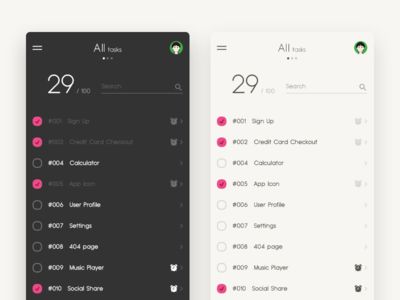 All tasks
29 / 100 Search
#001 Sign Up
#002 Credit Card Checkout
#004 Calculator
#005 App Icon
#006 User Profile
#007 Settings
#008 404 page
#009 Music Player
#010 Social Share
All tasks
29 / 100 Search
#001 Sign Up
#002 Credit Card Checkout
#004 Calculator
#005 App Icon
#006 User Profile
#007 Settings
#008 404 page
#009 Music Player
#010 Social Share